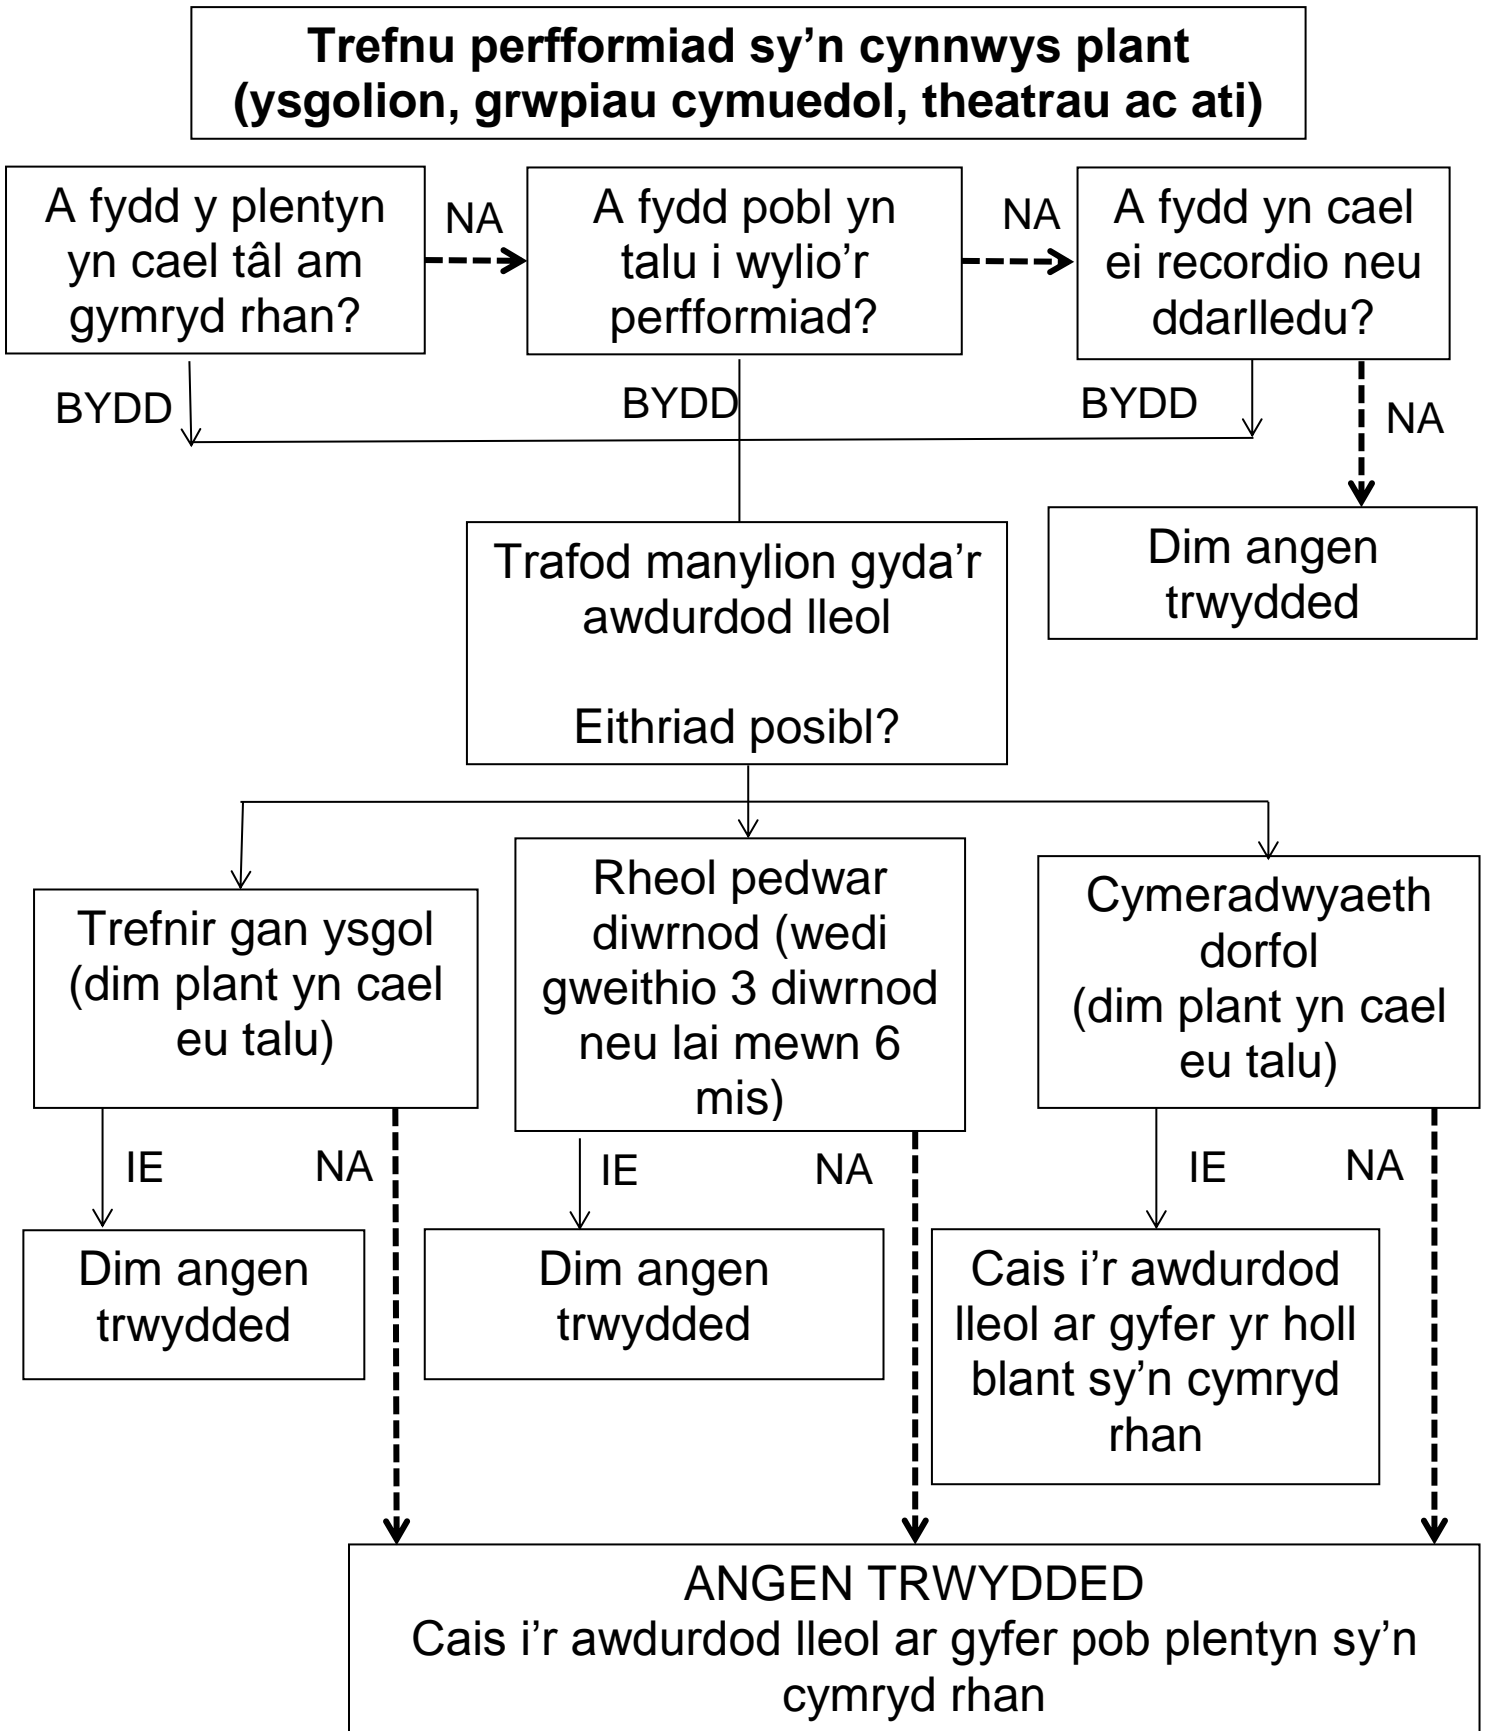 Trefnu perfformiad sy’n cynnwys plant
(ysgolion, grwpiau cymuedol, theatrau ac ati)
A fydd y plentyn
yn cael tâl am
gymryd rhan?
NA
A fydd pobl yn
talu i wylio’r
perfformiad?
NA
A fydd yn cael
ei recordio neu
ddarlledu?
BYDD
BYDD
BYDD
NA
Trafod manylion gyda’r
awdurdod lleol
Eithriad posibl?
Dim angen
trwydded
Trefnir gan ysgol
(dim plant yn cael
eu talu)
Rheol pedwar
diwrnod (wedi
gweithio 3 diwrnod
neu lai mewn 6
mis)
Cymeradwyaeth
dorfol
(dim plant yn cael
eu talu)
IE
NA
IE
NA
IE
NA
Dim angen
trwydded
Dim angen
trwydded
Cais i’r awdurdod
lleol ar gyfer yr holl
blant sy’n cymryd
rhan
ANGEN TRWYDDED
Cais i’r awdurdod lleol ar gyfer pob plentyn sy’n
cymryd rhan